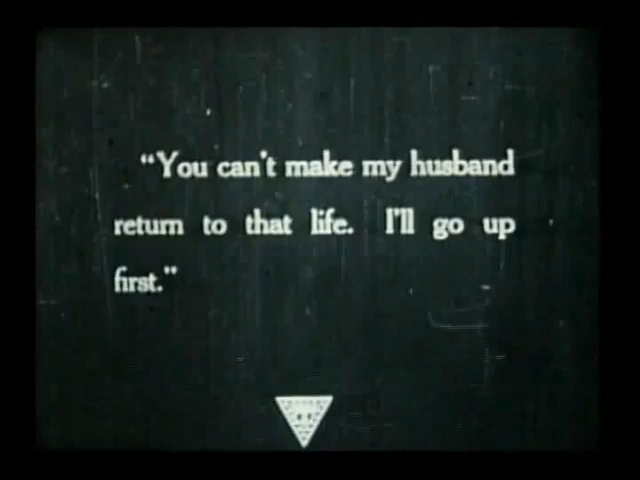 “You can't make my husband
return to that life. I'll go up
first.”